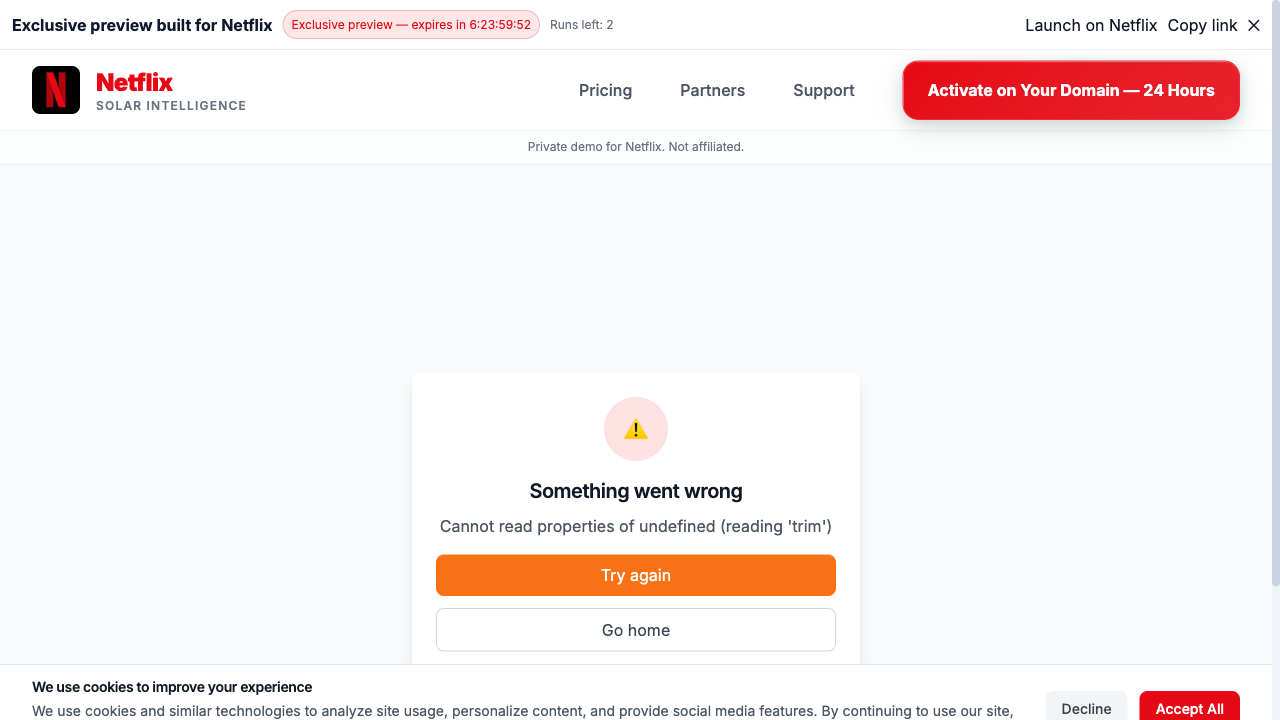 Exclusive preview built for Netflix
Exclusive preview — expires in 6:23:59:52
Runs left: 2
Launch on Netflix
Copy link
Netflix
SOLAR INTELLIGENCE
Pricing
Partners
Support
Activate on Your Domain — 24 Hours
Private demo for Netflix. Not affiliated.
Something went wrong
Cannot read properties of undefined (reading 'trim')
Try again
Go home
We use cookies to improve your experience
We use cookies and similar technologies to analyze site usage, personalize content, and provide social media features. By continuing to use our site,
Decline
Accept All